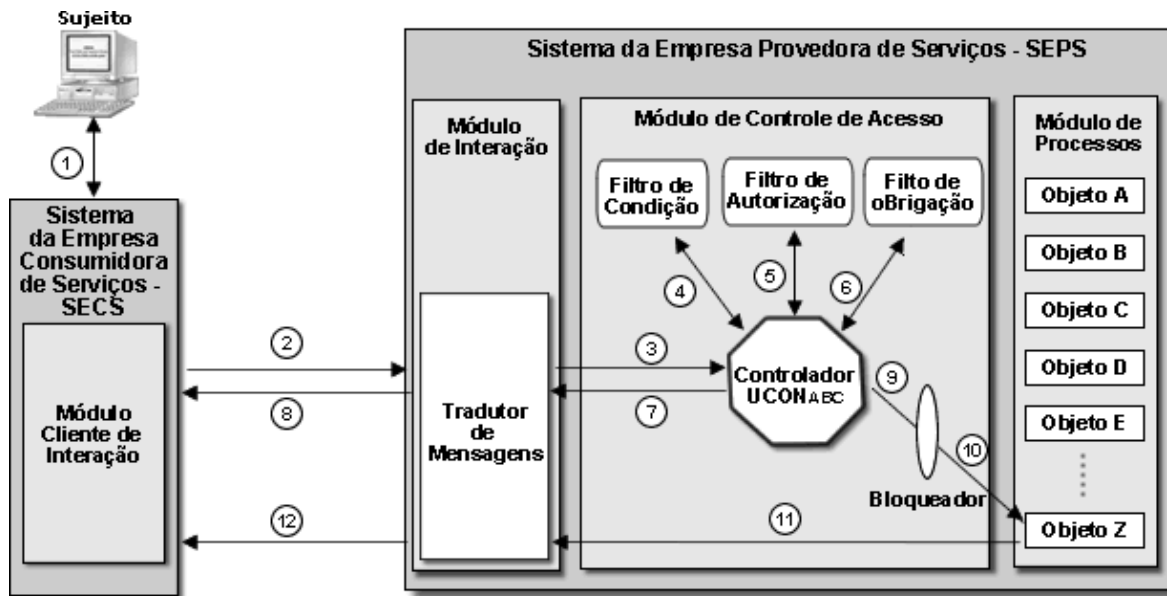 Sujeito
1
Sistema
da Empresa
Consumidora
de Serviços -
SECS
Módulo
Cliente de
Interação
2
8
12
Sistema da Empresa Provedora de Serviços - SEPS
Módulo
de Interação
Tradutor
de
Mensagens
Módulo de Controle de Acesso
Filtro de
Condição
Filtro de
Autorização
Filto de
oBrigação
4
5
6
3
7
Controlador
UCONABC
9
10
Bloqueador
11
Módulo de
Processos
Objeto A
Objeto B
Objeto C
Objeto D
Objeto E
Objeto Z